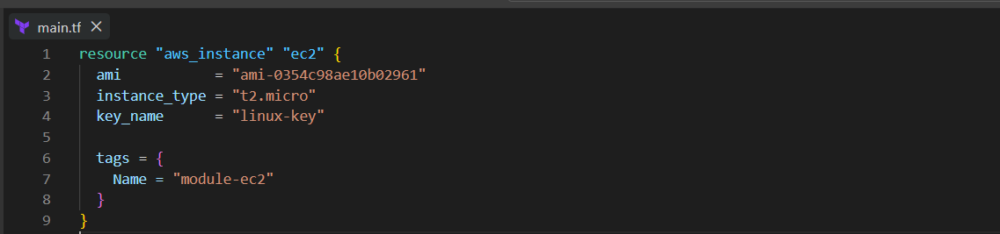 main.tf
1 resource "aws_instance" "ec2" {
2   ami           = "ami-0354c98ae10b02961"
3   instance_type = "t2.micro"
4   key_name      = "linux-key"
5
6   tags = {
7     Name = "module-ec2"
8   }
9 }